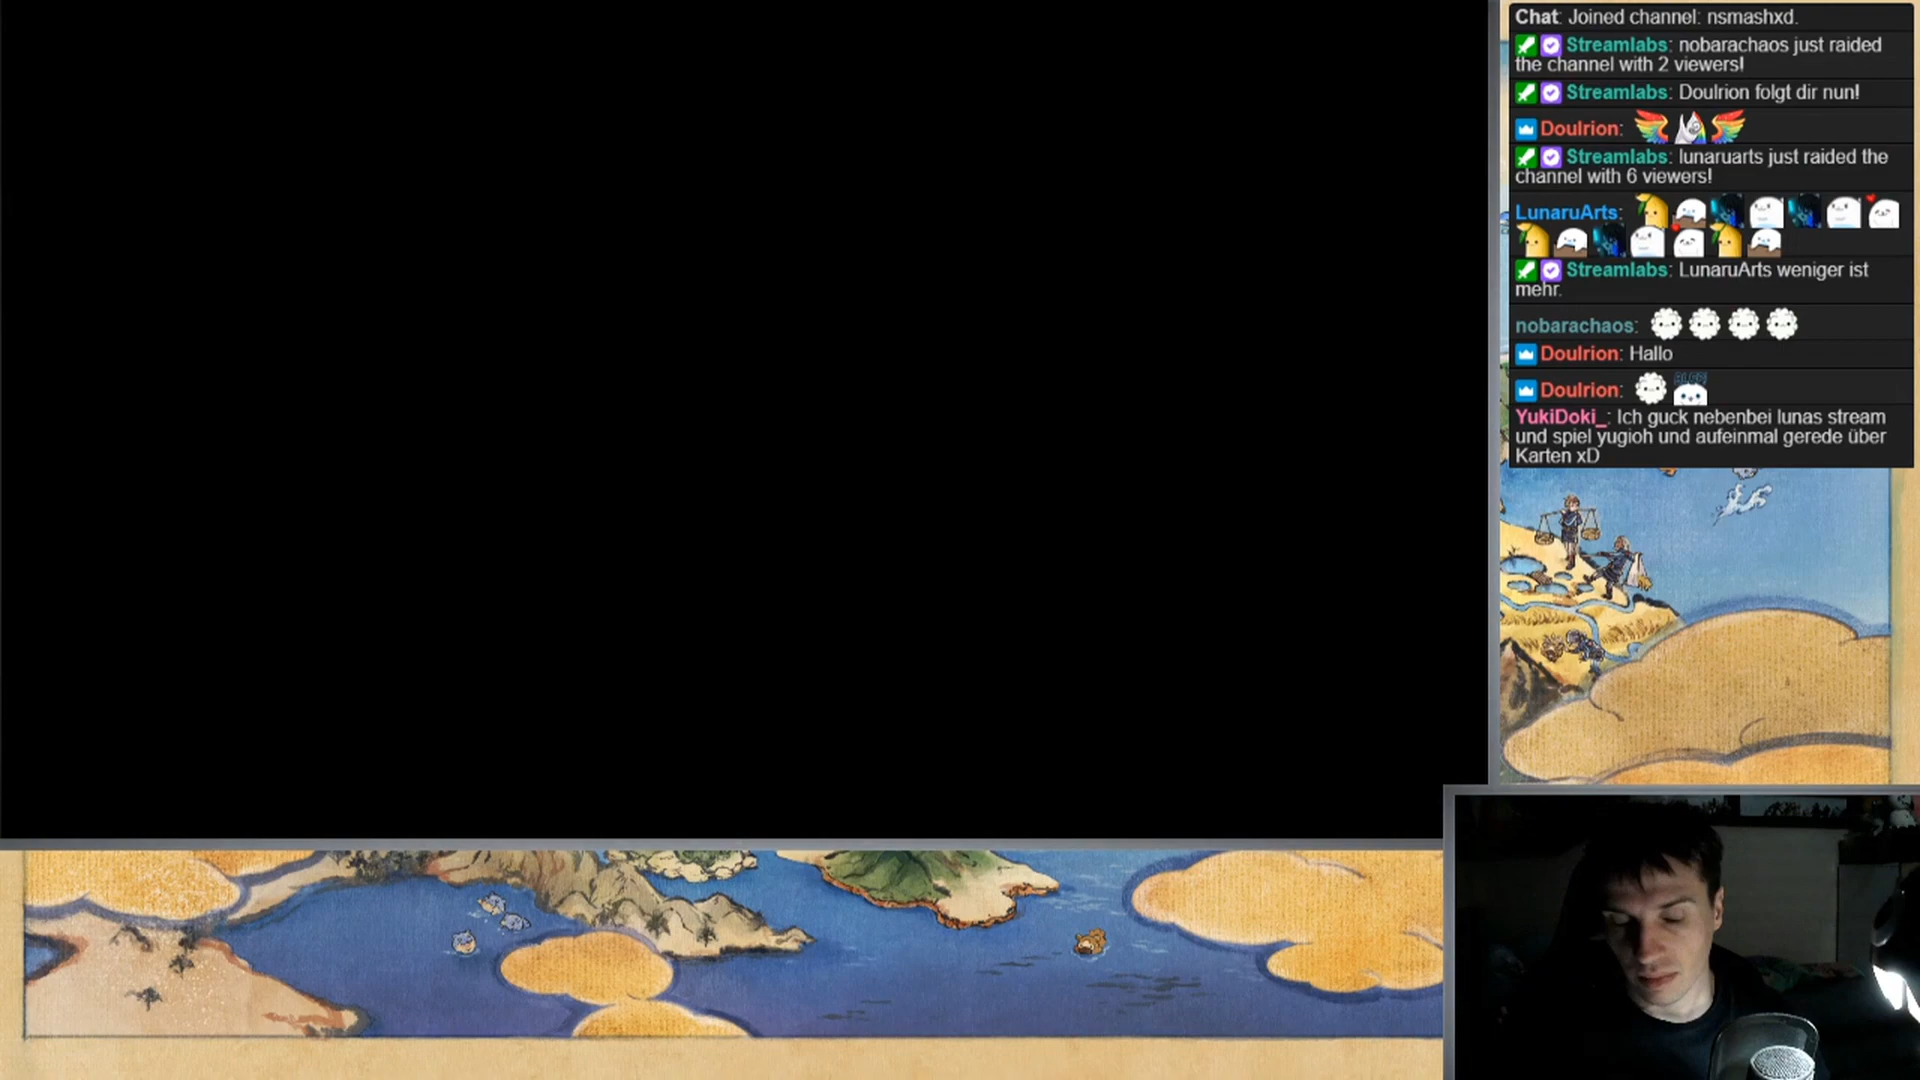 Chat: Joined channel: nsmashxd.
Streamlabs: nobarachaos just raided
the channel with 2 viewers!
Streamlabs: Doulrion folgt dir nun!
Doulrion:
Streamlabs: lunaruarts just raided the
channel with 6 viewers!
LunaruArts:
Streamlabs: LunaruArts weniger ist
mehr.
nobarachaos:
Doulrion: Hallo
Doulrion:
YukiDoki_: Ich guck nebenbei lunas stream
und spiel yugioh und aufeinmal gerede über
Karten xD